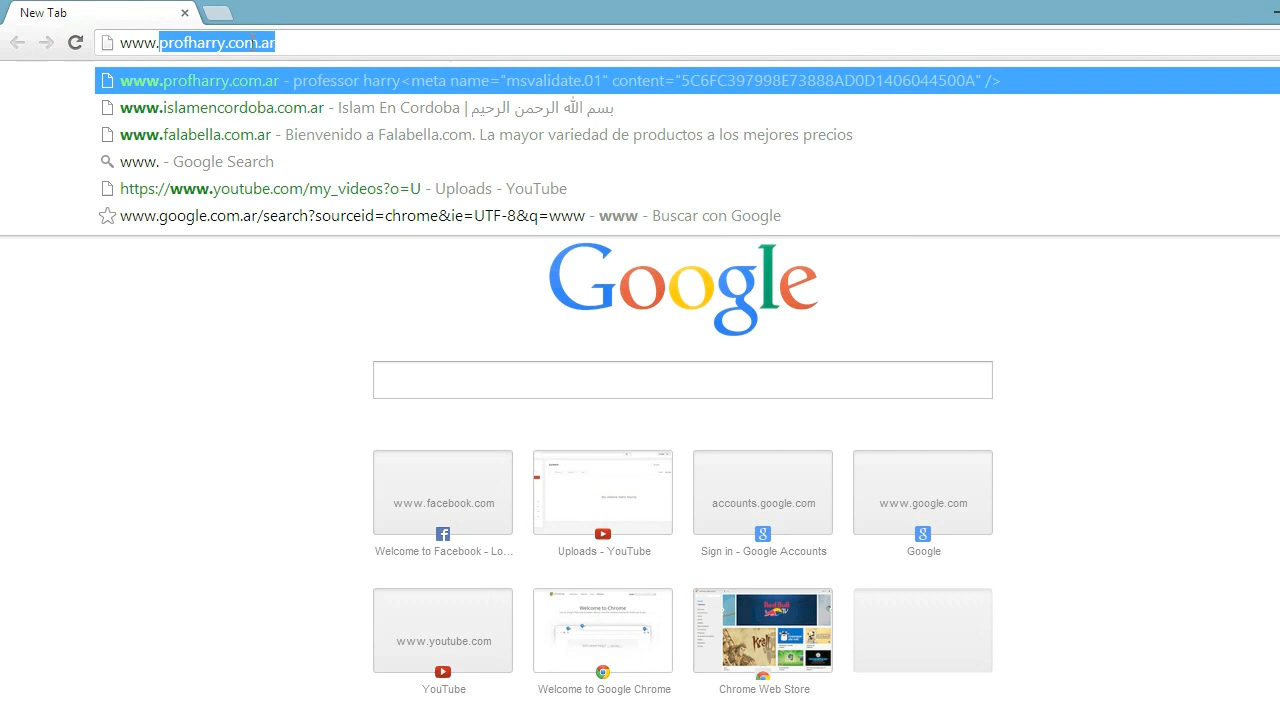 New Tab
www.profharry.com.ar
www.profharry.com.ar - professor harry<meta name="msvalidate.01" content="5C6FC397998E73888AD0D1406044500A" />
www.islamencordoba.com.ar - Islam En Cordoba | بسم الله الرحمن الرحيم
www.falabella.com.ar - Bienvenido a Falabella.com. La mayor variedad de productos a los mejores precios
www. - Google Search
https://www.youtube.com/my_videos?o=U - Uploads - YouTube
www.google.com.ar/search?sourceid=chrome&ie=UTF-8&q=www - www - Buscar con Google
Google
www.facebook.com
accounts.google.com
www.google.com
Welcome to Facebook - Lo...
Uploads - YouTube
Sign in - Google Accounts
Google
www.youtube.com
Welcome to Chrome
Red Bull TV
YouTube
Welcome to Google Chrome
Chrome Web Store